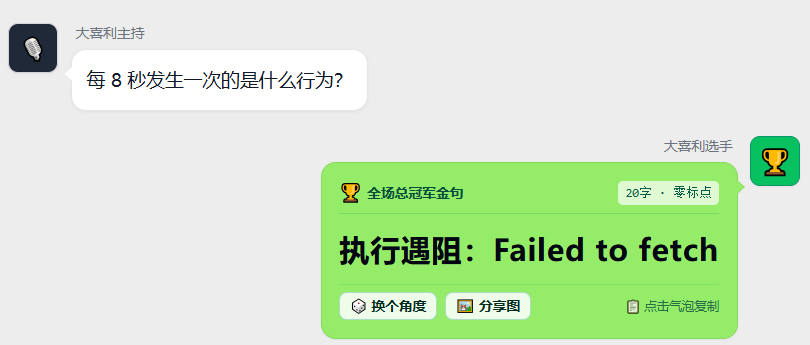 大喜利主持
每 8 秒发生一次的是什么行为?
大喜利选手
全场总冠军金句
20字 · 零标点
执行遇阻：Failed to fetch
换个角度
分享图
点击气泡复制